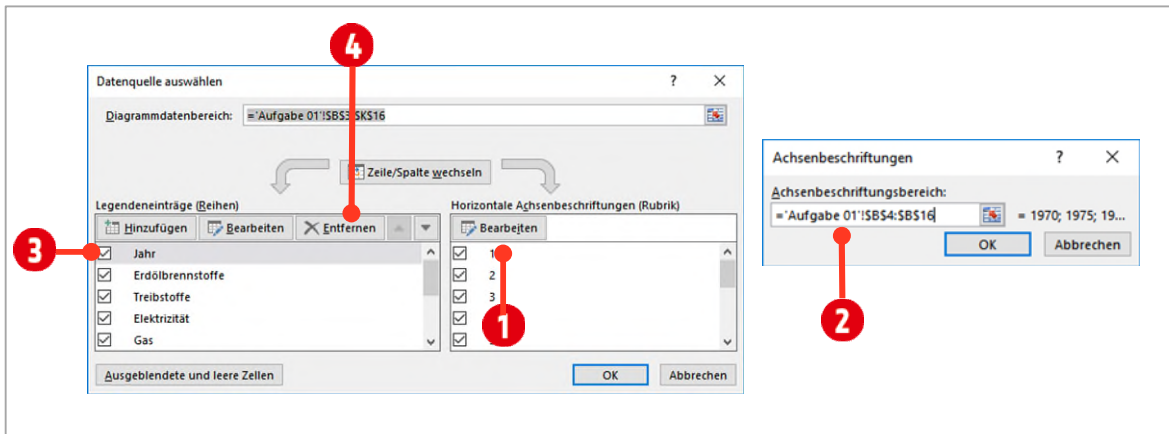 4
Datenquelle auswählen ? ×
Diagrammdatenbereich: ='Aufgabe 01'!$B$3:$K$16
Zeile/Spalte wechseln
Legendeneinträge (Reihen)
Horizontale Achsenbeschriftungen (Rubrik)
Hinzufügen Bearbeiten Entfernen
Bearbeiten
3
Jahr
Erdölbrennstoffe
Treibstoffe
Elektrizität
Gas
1
2
3
1
Ausgeblendete und leere Zellen
OK Abbrechen
Achsenbeschriftungen ? ×
Achsenbeschriftungsbereich:
='Aufgabe 01'!$B$4:$B$16 = 1970; 1975; 19...
OK Abbrechen
2